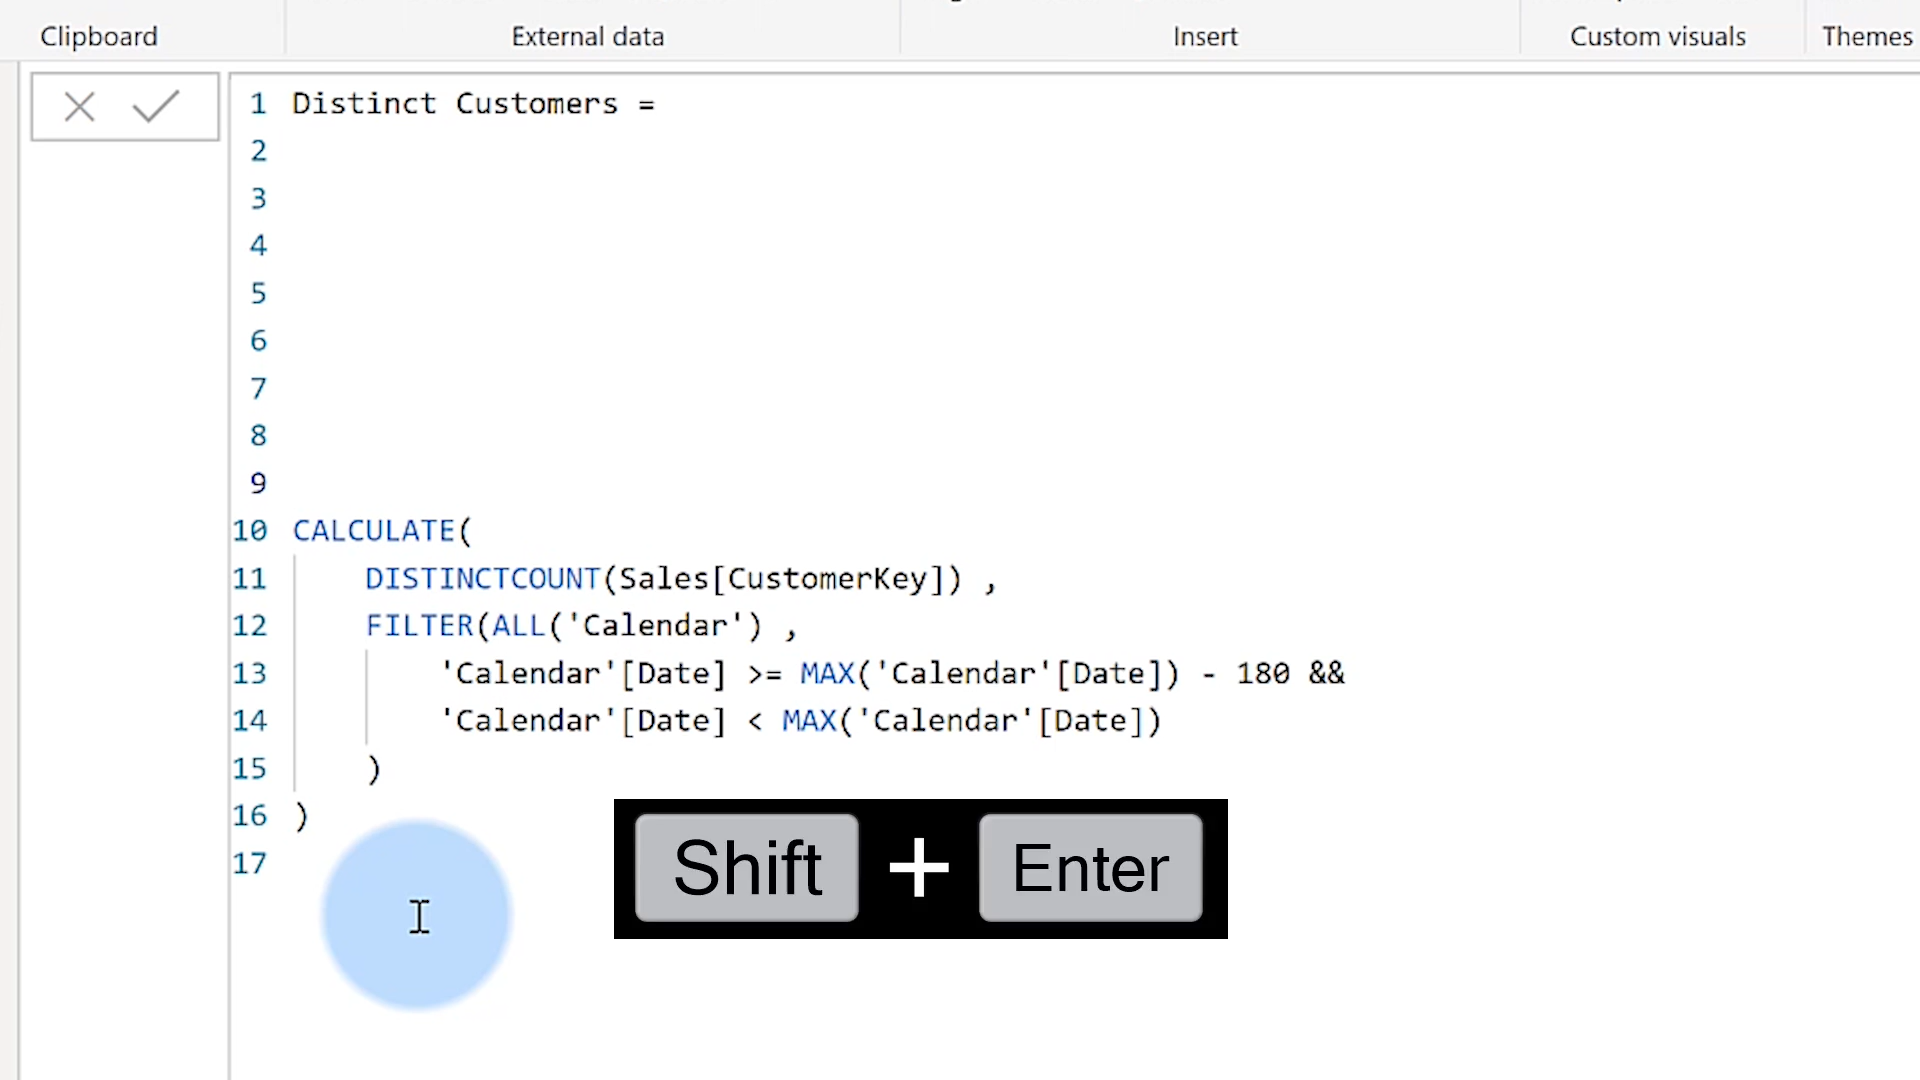 Clipboard
External data
Insert
Custom visuals
Themes
1 Distinct Customers =
2
3
4
5
6
7
8
9
10 CALCULATE(
11 DISTINCTCOUNT(Sales[CustomerKey]) ,
12 FILTER(ALL('Calendar') ,
13 'Calendar'[Date] >= MAX('Calendar'[Date]) - 180 &&
14 'Calendar'[Date] < MAX('Calendar'[Date])
15 )
16 )
17
Shift + Enter